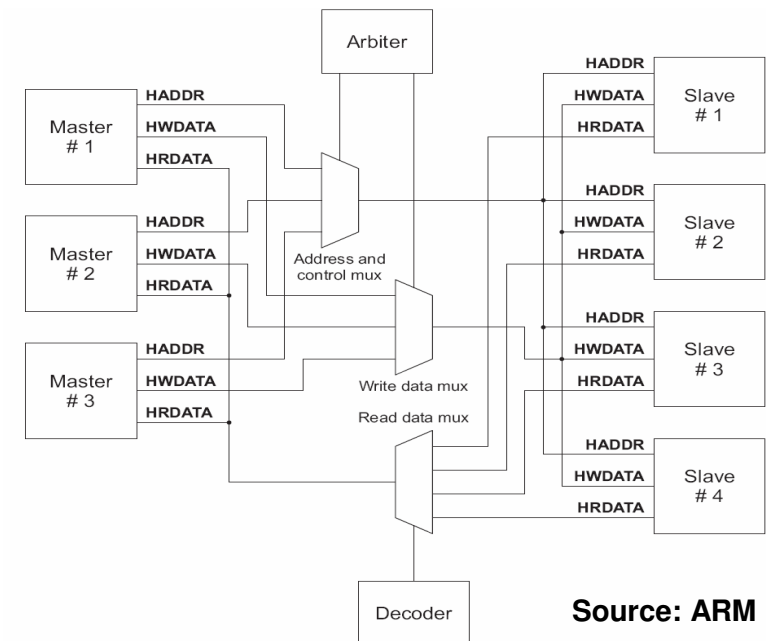 Arbiter
HADDR
HWDATA
HRDATA
Master
# 1
HADDR
HWDATA
HRDATA
Slave
# 1
HADDR
HWDATA
HRDATA
Master
# 2
Address and
control mux
HADDR
HWDATA
HRDATA
Slave
# 2
HADDR
HWDATA
HRDATA
Master
# 3
Write data mux
Read data mux
HADDR
HWDATA
HRDATA
Slave
# 3
HADDR
HWDATA
HRDATA
Slave
# 4
Decoder
Source: ARM